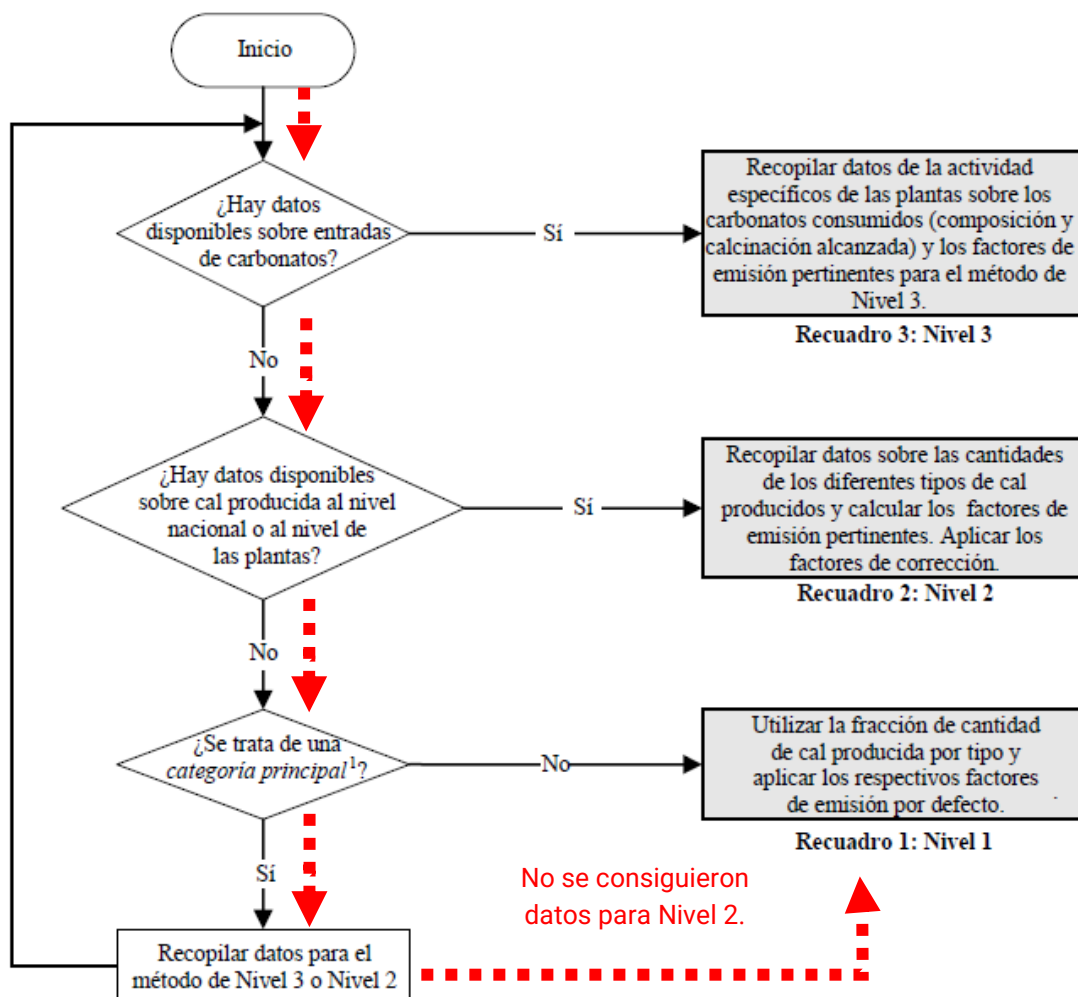 Inicio
¿Hay datos
disponibles sobre entradas
de carbonatos?
Sí
Recopilar datos de la actividad
específicos de las plantas sobre los
carbonatos consumidos (composición y
calcinación alcanzada) y los factores de
emisión pertinentes para el método de
Nivel 3.
Recuadro 3: Nivel 3
No
¿Hay datos disponibles
sobre cal producida al nivel
nacional o al nivel de
las plantas?
Sí
Recopilar datos sobre las cantidades
de los diferentes tipos de cal
producidos y calcular los factores de
emisión pertinentes. Aplicar los
factores de corrección.
Recuadro 2: Nivel 2
No
¿Se trata de una
categoría principal¹?
No
Utilizar la fracción de cantidad
de cal producida por tipo y
aplicar los respectivos factores
de emisión por defecto.
Recuadro 1: Nivel 1
Sí
No se consiguieron
datos para Nivel 2.
Recopilar datos para el
método de Nivel 3 o Nivel 2